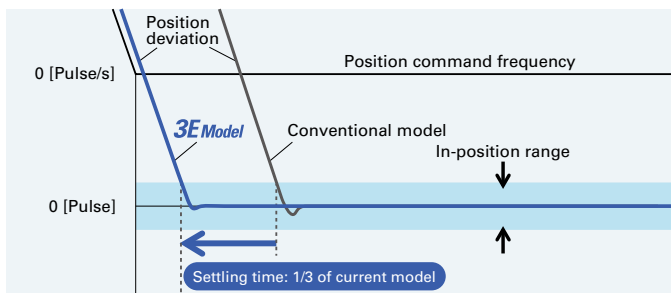 Position
deviation
0 [Pulse/s]
Position command frequency
3E Model
Conventional model
In-position range
0 [Pulse]
Settling time: 1/3 of current model